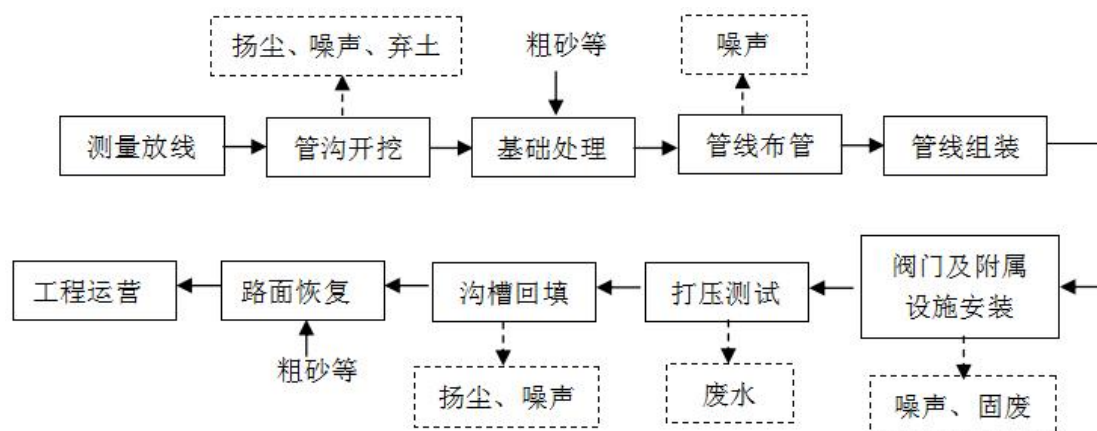 扬尘、噪声、弃土
粗砂等
噪声
测量放线
管沟开挖
基础处理
管线布管
管线组装
阀门及附属
设施安装
打压测试
沟槽回填
路面恢复
工程运营
粗砂等
扬尘、噪声
废水
噪声、固废